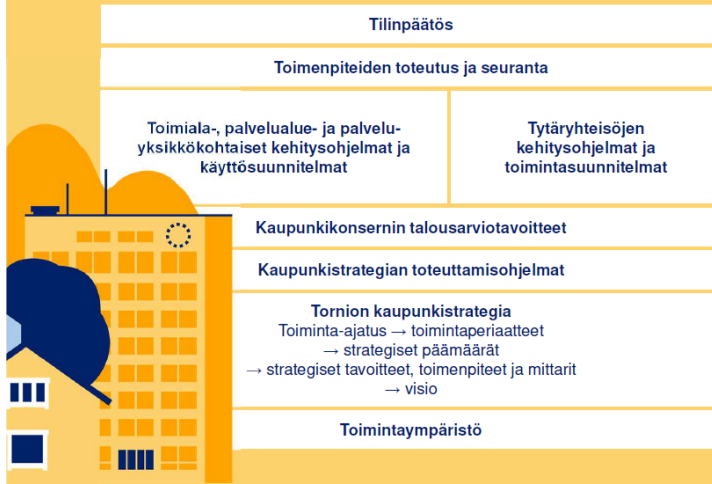 Tilinpäätös
Toimenpiteiden toteutus ja seuranta
Toimiala-, palvelualue- ja palvelu-
yksikkökohtaiset kehitysohjelmat ja
käyttösuunnitelmat
Tytäryhteisöjen
kehitysohjelmat ja
toimintasuunnitelmat
Kaupunkikonsernin talousarviotavoitteet
Kaupunkistrategian toteuttamisohjelmat
Tornion kaupunkistrategia
Toiminta-ajatus → toimintaperiaatteet
→ strategiset päämäärät
→ strategiset tavoitteet, toimenpiteet ja mittarit
→ visio
Toimintaympäristö